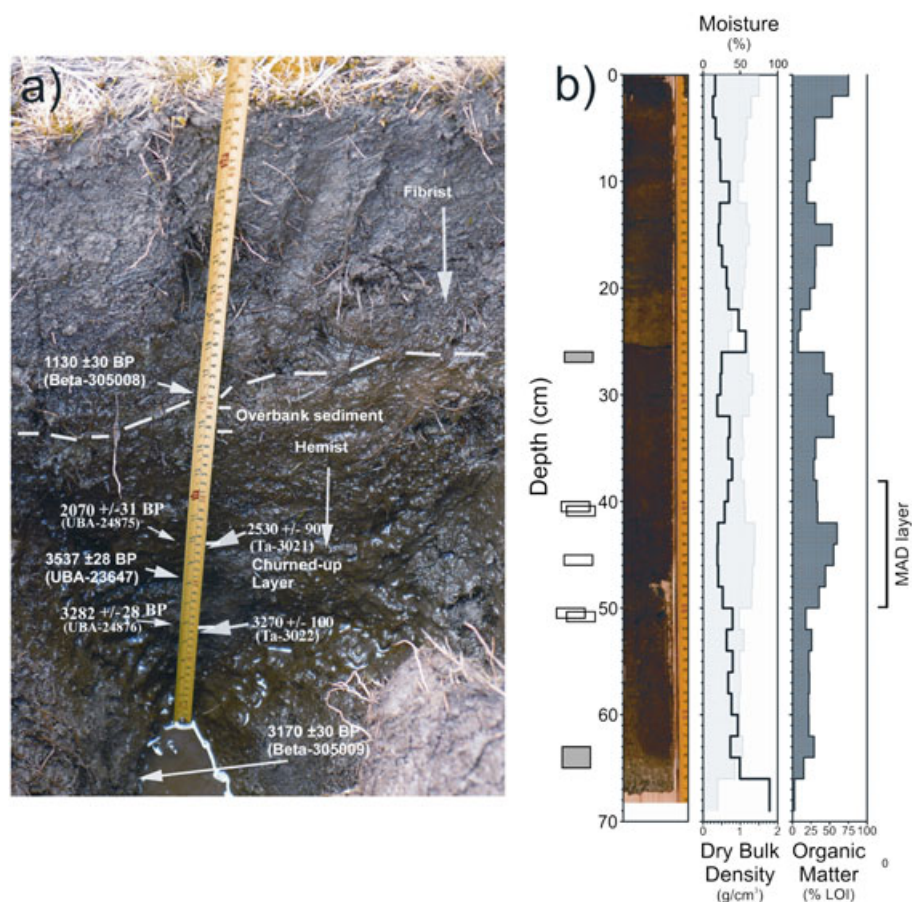 a)
Fibrist
1130 ±30 BP
(Beta-305008)
Overbank sediment
Hemist
2070 +/-31 BP
(UBA-24875)
2530 +/- 90
(Ta-3021)
Churned-up
Layer
3537 ±28 BP
(UBA-23647)
3282 +/-28 BP
(UBA-24876)
3270 +/- 100
(Ta-3022)
3170 ±30 BP
(Beta-305009)
b)
Moisture
(%)
0 50 100
Depth (cm)
0
10
20
30
40
50
60
70
MAD layer
0 1 2
Dry Bulk
Density
(g/cm³)
0 25 50 75 100
Organic
Matter
(% LOI)
0